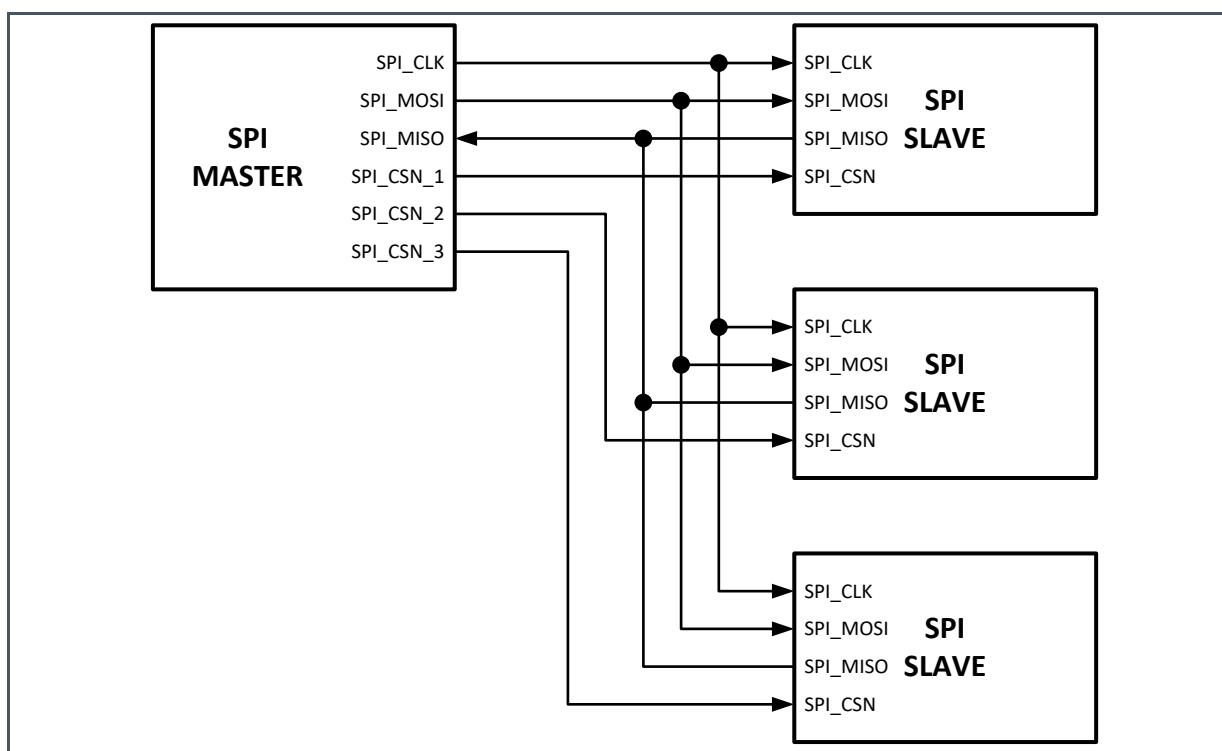 SPI_CLK
SPI_MOSI
SPI_MISO
SPI_CSN_1
SPI_CSN_2
SPI_CSN_3
SPI
MASTER
SPI_CLK
SPI_MOSI
SPI_MISO
SPI_CSN
SPI
SLAVE
SPI_CLK
SPI_MOSI
SPI_MISO
SPI_CSN
SPI
SLAVE
SPI_CLK
SPI_MOSI
SPI_MISO
SPI_CSN
SPI
SLAVE